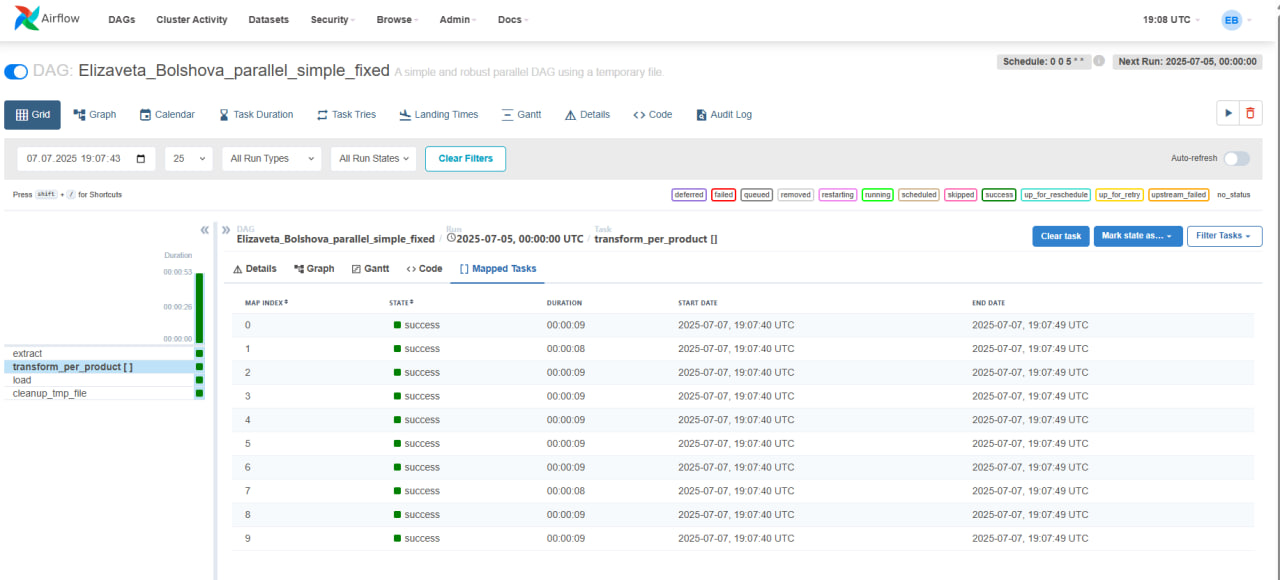 Airflow DAGs Cluster Activity Datasets Security Browse Admin Docs 19:08 UTC EB
DAG: Elizaveta_Bolshova_parallel_simple_fixed A simple and robust parallel DAG using a temporary file. Schedule: 0 0 5 * * i Next Run: 2025-07-05, 00:00:00
Grid Graph Calendar Task Duration Task Tries Landing Times Gantt Details <> Code Audit Log
07.07.2025 19:07:43 25 All Run Types All Run States Clear Filters Auto-refresh
Press shift + / for Shortcuts deferred failed queued removed restarting running scheduled skipped success up_for_reschedule up_for_retry upstream_failed no_status
DAG Run Task
Elizaveta_Bolshova_parallel_simple_fixed / 2025-07-05, 00:00:00 UTC / transform_per_product [] Clear task Mark state as... Filter Tasks
Duration
00:00:53
00:00:26
00:00:00
extract
transform_per_product [ ]
load
cleanup_tmp_file
Details Graph Gantt <> Code [] Mapped Tasks
MAP INDEX STATE DURATION START DATE END DATE
0 success 00:00:09 2025-07-07, 19:07:40 UTC 2025-07-07, 19:07:49 UTC
1 success 00:00:08 2025-07-07, 19:07:40 UTC 2025-07-07, 19:07:49 UTC
2 success 00:00:09 2025-07-07, 19:07:40 UTC 2025-07-07, 19:07:49 UTC
3 success 00:00:09 2025-07-07, 19:07:40 UTC 2025-07-07, 19:07:49 UTC
4 success 00:00:09 2025-07-07, 19:07:40 UTC 2025-07-07, 19:07:49 UTC
5 success 00:00:09 2025-07-07, 19:07:40 UTC 2025-07-07, 19:07:49 UTC
6 success 00:00:09 2025-07-07, 19:07:40 UTC 2025-07-07, 19:07:49 UTC
7 success 00:00:08 2025-07-07, 19:07:40 UTC 2025-07-07, 19:07:49 UTC
8 success 00:00:09 2025-07-07, 19:07:40 UTC 2025-07-07, 19:07:49 UTC
9 success 00:00:09 2025-07-07, 19:07:40 UTC 2025-07-07, 19:07:49 UTC